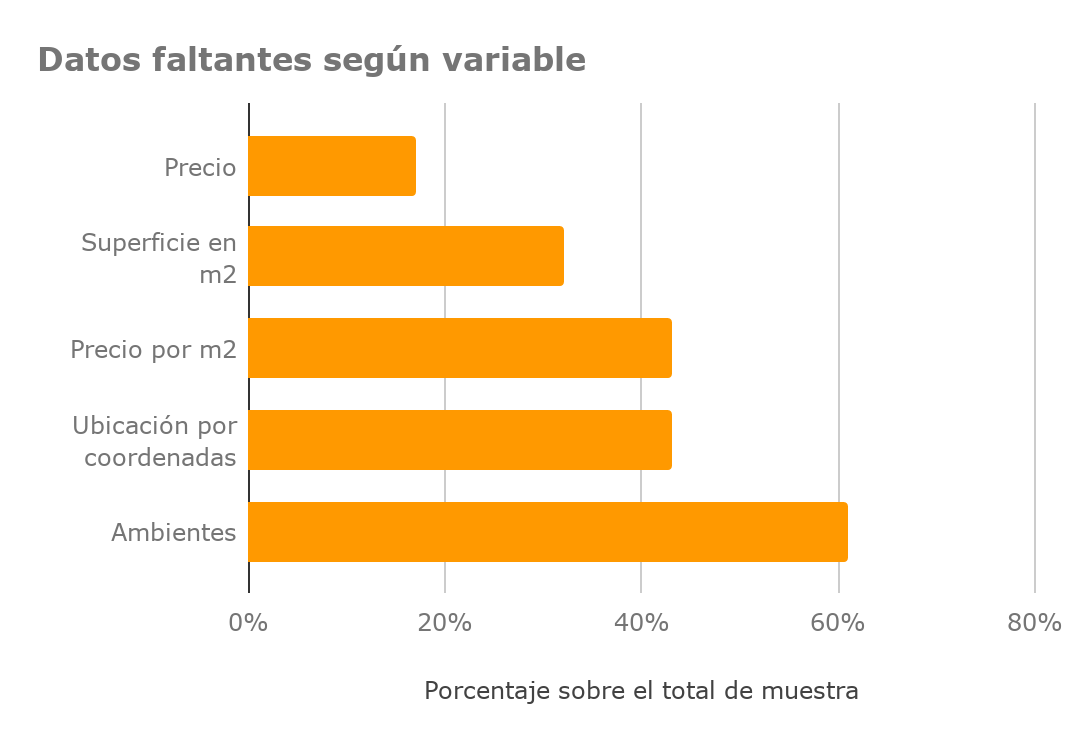 Datos faltantes según variable
Precio
Superficie en
m2
Precio por m2
Ubicación por
coordenadas
Ambientes
0%
20%
40%
60%
80%
Porcentaje sobre el total de muestra